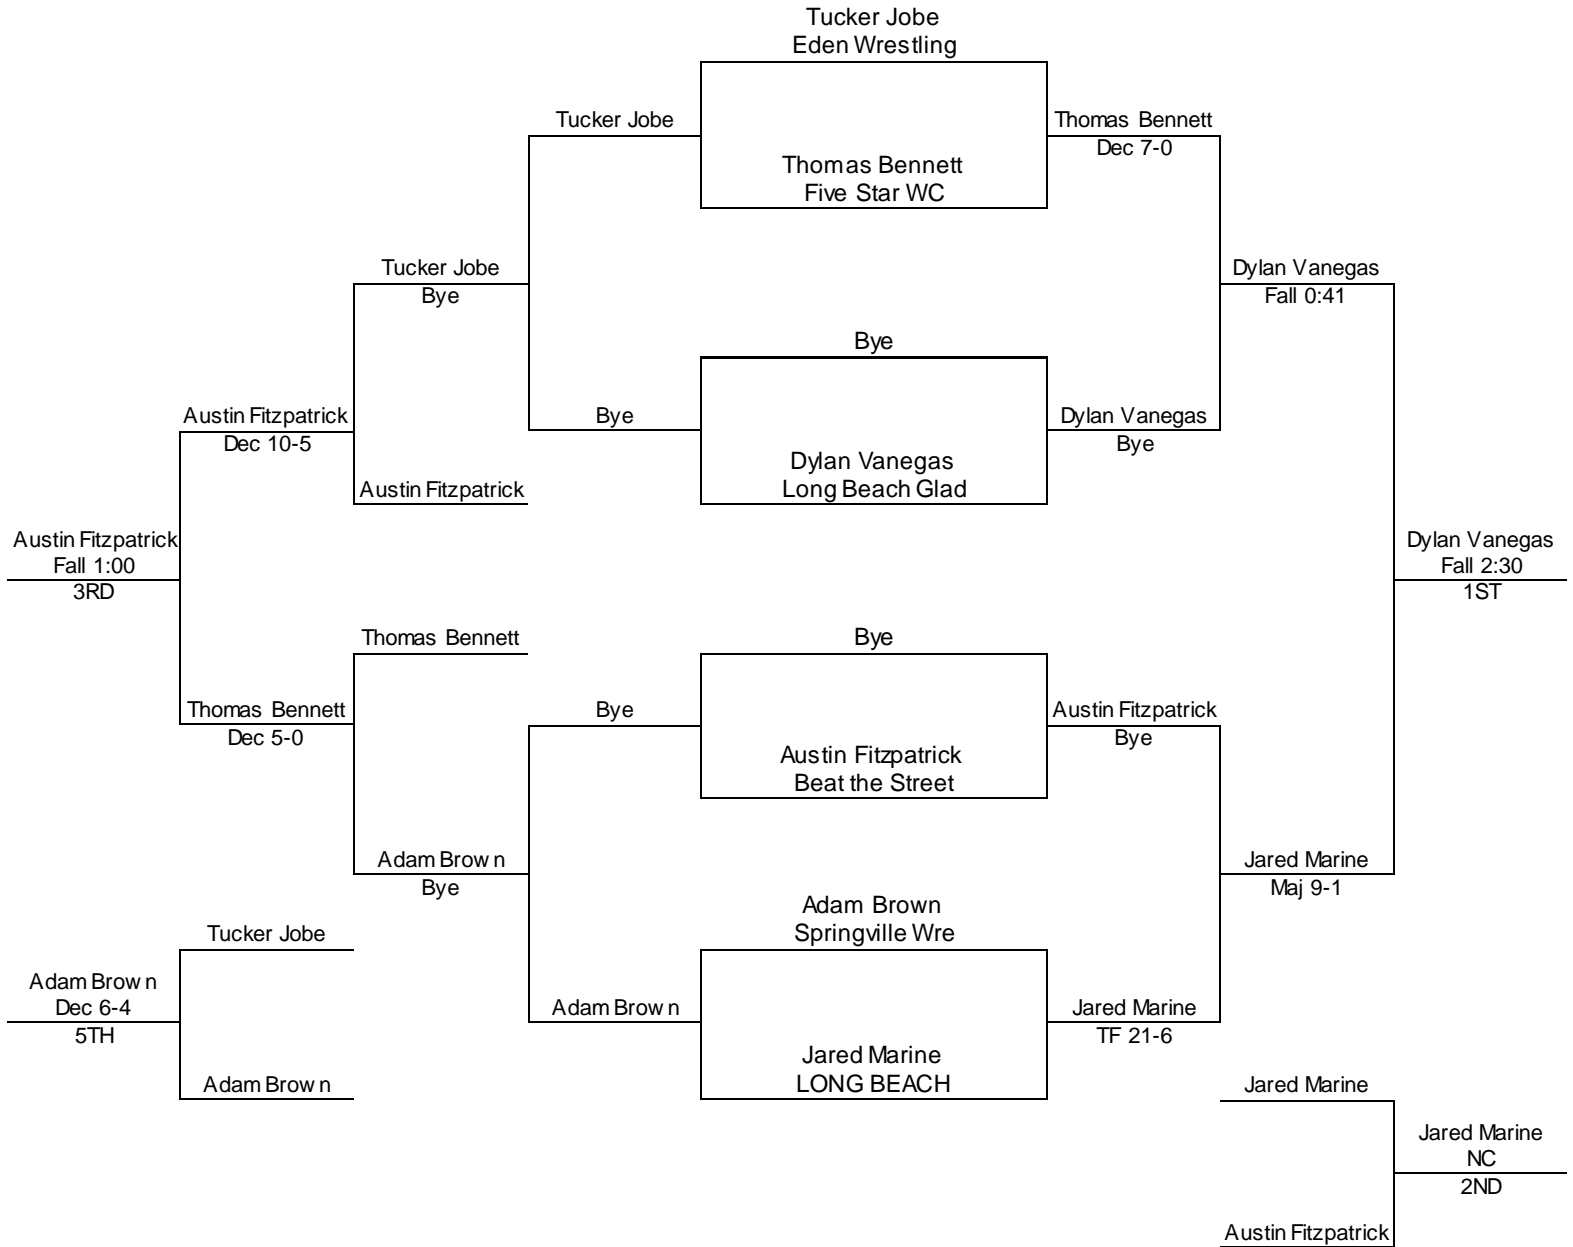 Tucker Jobe
Eden Wrestling
Tucker Jobe
Thomas Bennett
Dec 7-0
Thomas Bennett
Five Star WC
Tucker Jobe
Bye
Dylan Vanegas
Fall 0:41
Bye
Austin Fitzpatrick
Dec 10-5
Bye
Dylan Vanegas
Bye
Dylan Vanegas
Long Beach Glad
Austin Fitzpatrick
Austin Fitzpatrick
Fall 1:00
3RD
Dylan Vanegas
Fall 2:30
1ST
Thomas Bennett
Bye
Thomas Bennett
Dec 5-0
Bye
Austin Fitzpatrick
Bye
Austin Fitzpatrick
Beat the Street
Adam Brown
Bye
Jared Marine
Maj 9-1
Adam Brown
Springville Wre
Tucker Jobe
Adam Brown
Dec 6-4
5TH
Adam Brown
Jared Marine
TF 21-6
Jared Marine
LONG BEACH
Adam Brown
Jared Marine
Jared Marine
NC
2ND
Austin Fitzpatrick